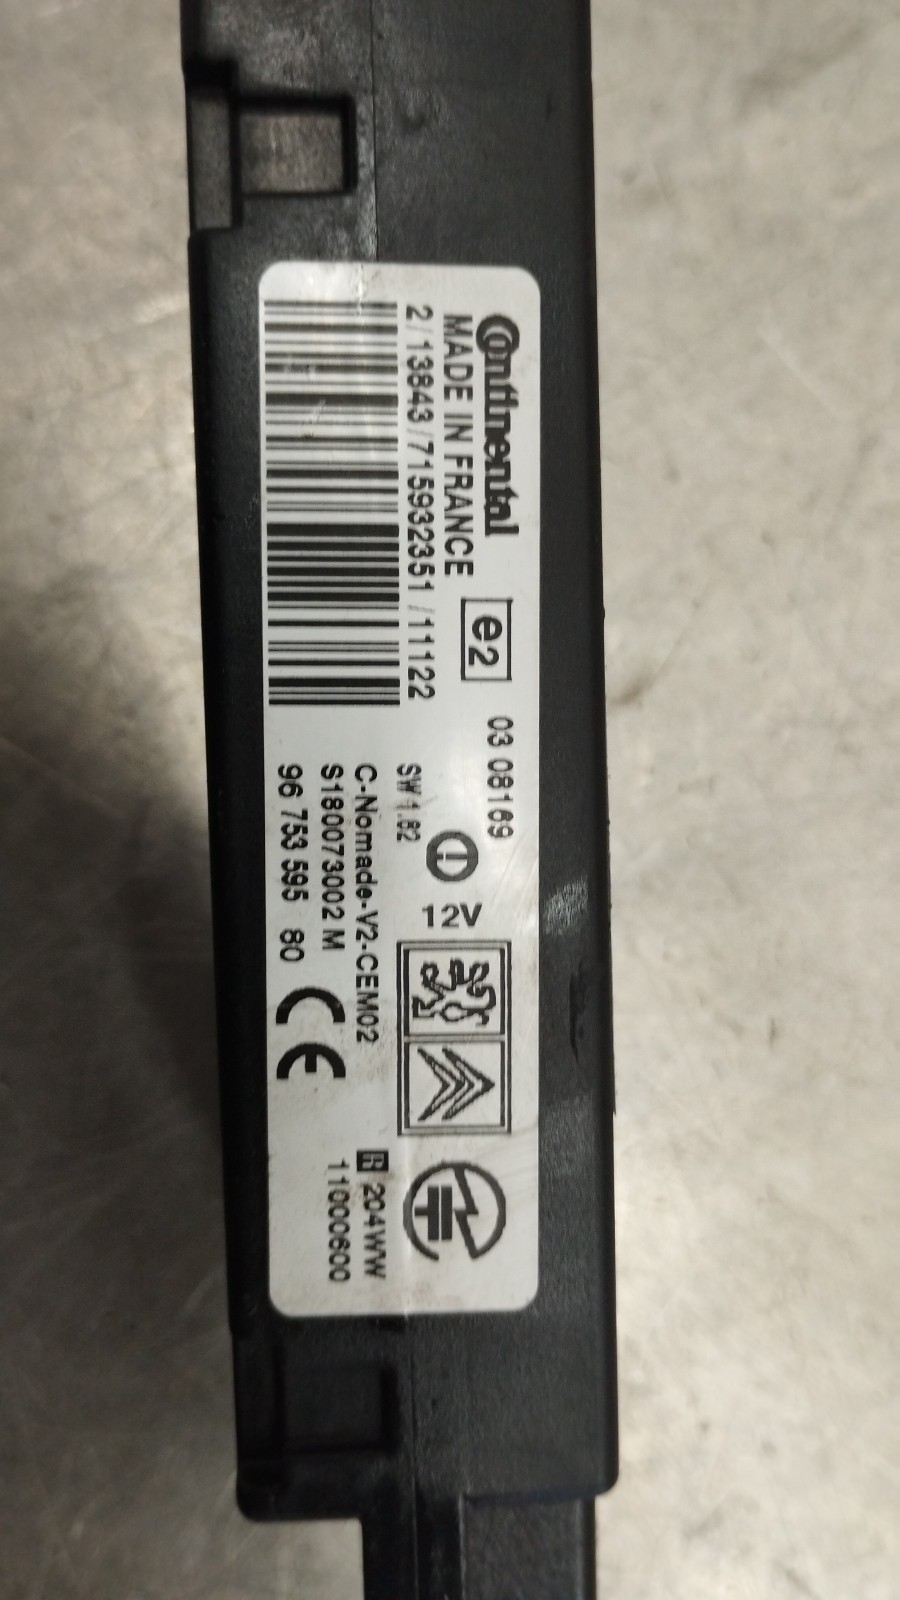 Continental
MADE IN FRANCE
2/13843/715932351/11122
e2
03 08169
12V
SW 1.62
C-Nomade-V2-CEM02
S180073002 M
96 753 595 80
CE
R 204WW
11000600